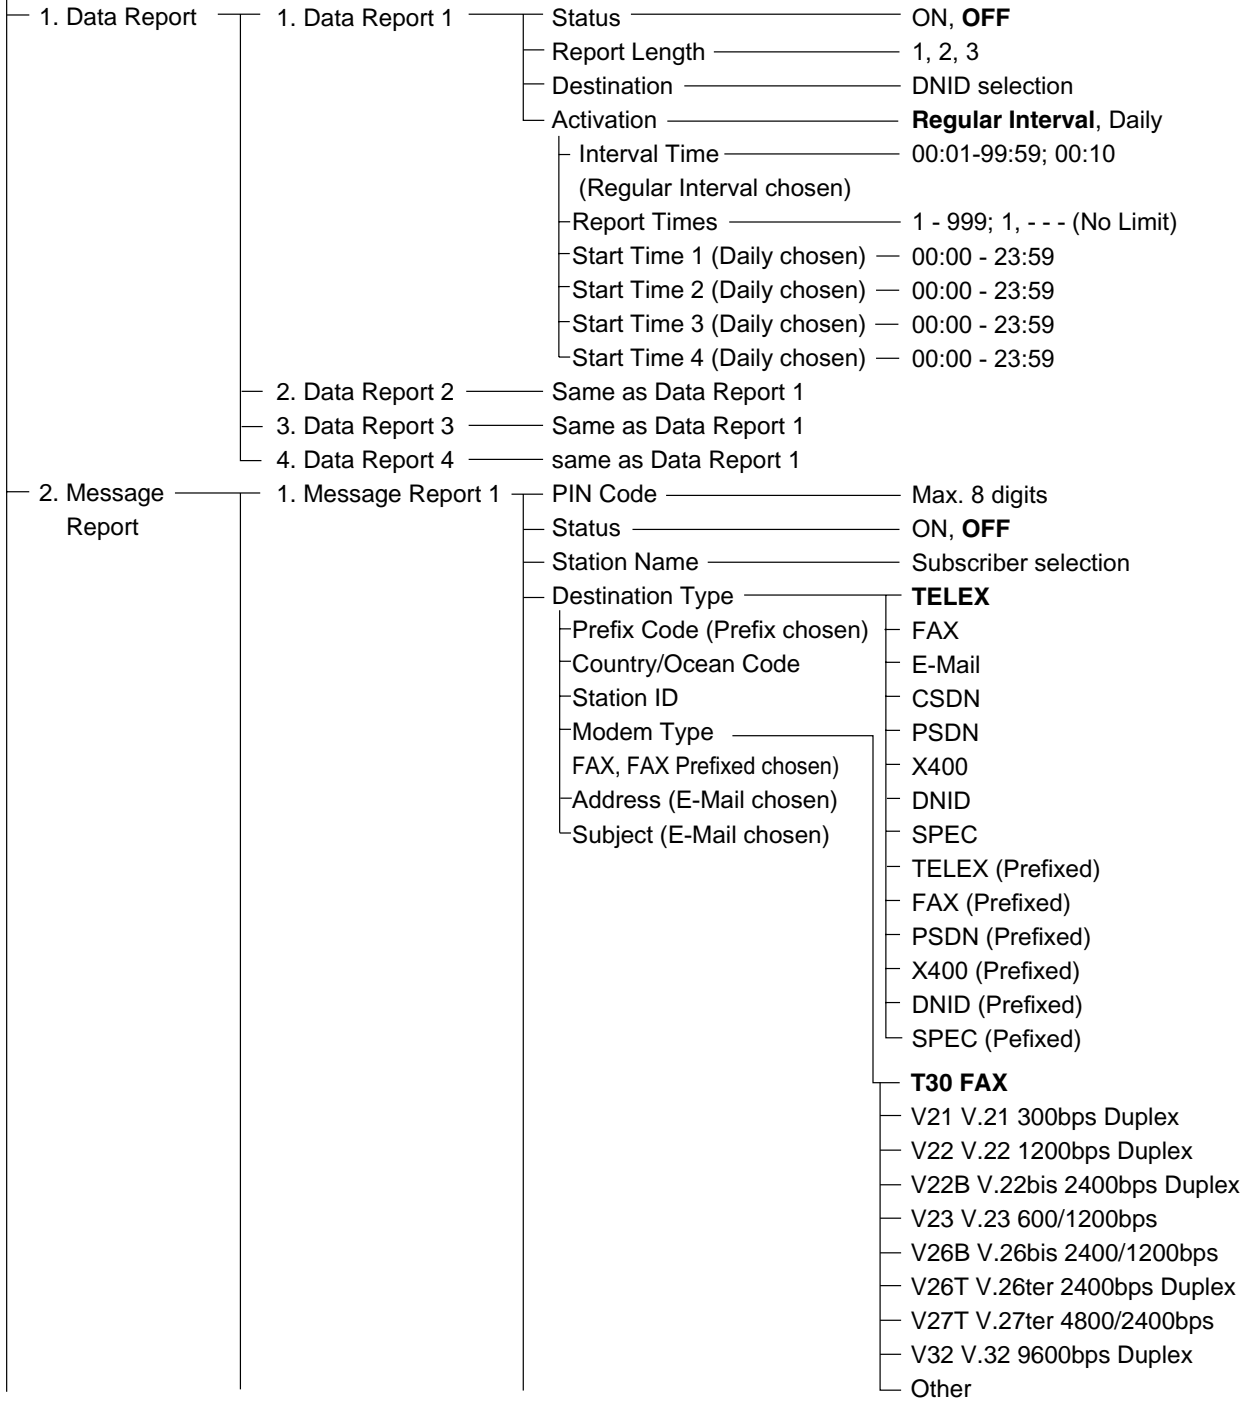 1. Data Report 1. Data Report 1 Status ON, OFF
Report Length 1, 2, 3
Destination DNID selection
Activation Regular Interval, Daily
Interval Time 00:01-99:59; 00:10
(Regular Interval chosen)
Report Times 1 - 999; 1, - - - (No Limit)
Start Time 1 (Daily chosen) 00:00 - 23:59
Start Time 2 (Daily chosen) 00:00 - 23:59
Start Time 3 (Daily chosen) 00:00 - 23:59
Start Time 4 (Daily chosen) 00:00 - 23:59
2. Data Report 2 Same as Data Report 1
3. Data Report 3 Same as Data Report 1
4. Data Report 4 same as Data Report 1
2. Message 1. Message Report 1 PIN Code Max. 8 digits
Report Status ON, OFF
Station Name Subscriber selection
Destination Type TELEX
Prefix Code (Prefix chosen) FAX
Country/Ocean Code E-Mail
Station ID CSDN
Modem Type PSDN
FAX, FAX Prefixed chosen) X400
Address (E-Mail chosen) DNID
Subject (E-Mail chosen) SPEC
TELEX (Prefixed)
FAX (Prefixed)
PSDN (Prefixed)
X400 (Prefixed)
DNID (Prefixed)
SPEC (Pefixed)
T30 FAX
V21 V.21 300bps Duplex
V22 V.22 1200bps Duplex
V22B V.22bis 2400bps Duplex
V23 V.23 600/1200bps
V26B V.26bis 2400/1200bps
V26T V.26ter 2400bps Duplex
V27T V.27ter 4800/2400bps
V32 V.32 9600bps Duplex
Other